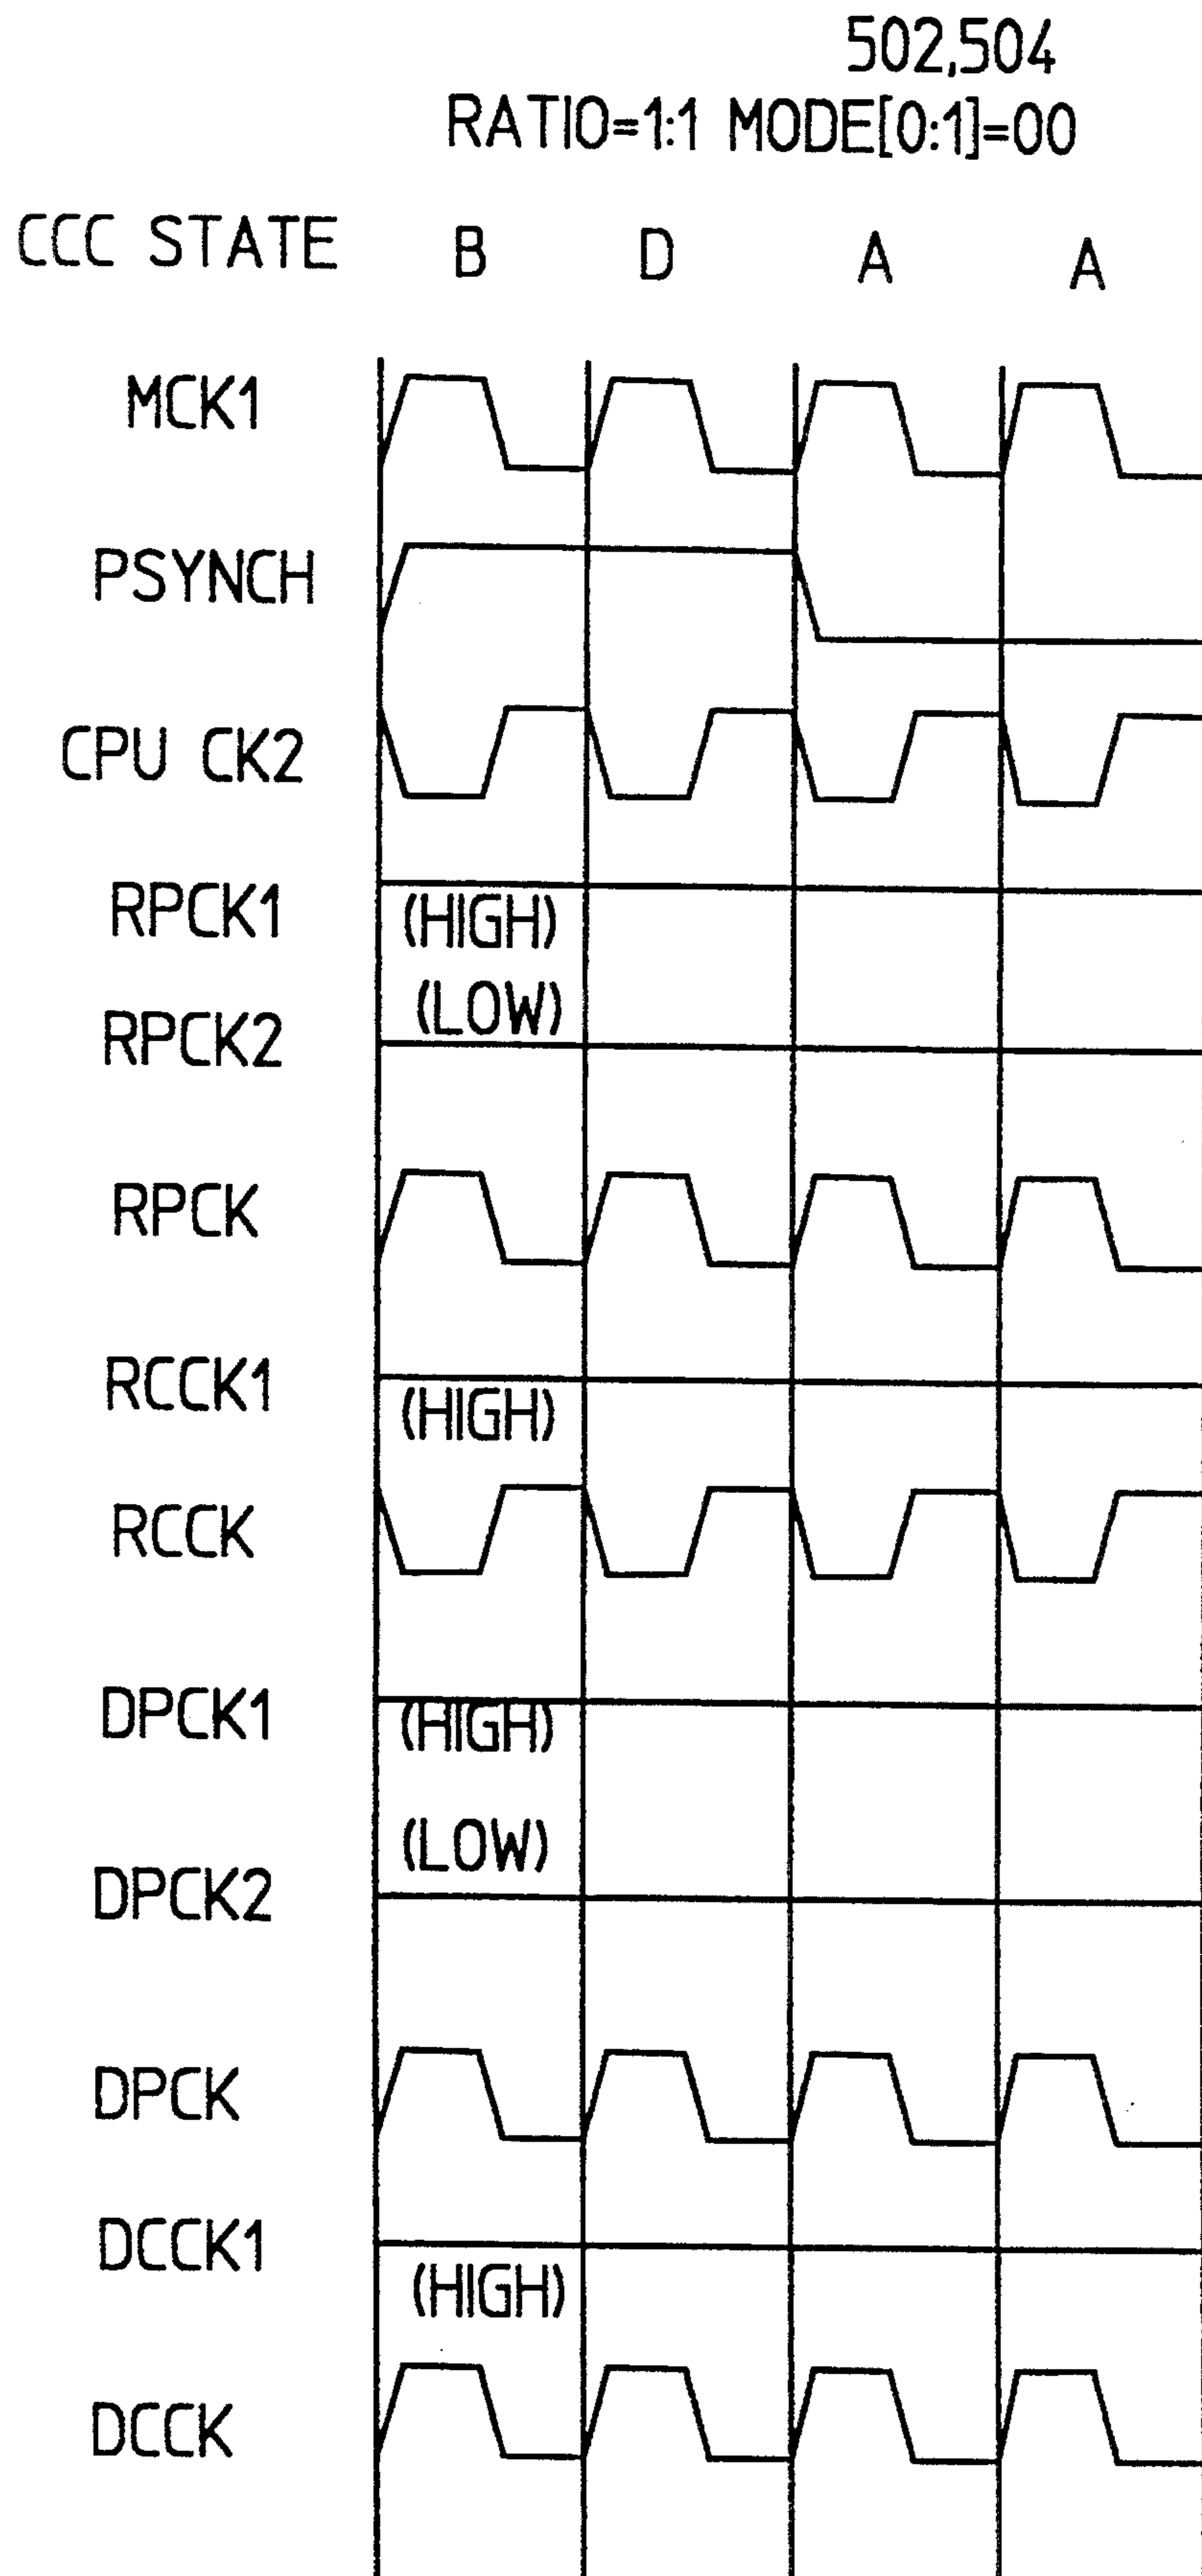 502,504
RATIO=1:1 MODE[0:1]=00
CCC STATE B D A A
MCK1
PSYNCH
CPU CK2
RPCK1 (HIGH)
(LOW)
RPCK2
RPCK
RCCK1
(HIGH)
RCCK
DPCK1 (HIGH)
(LOW)
DPCK2
DPCK
DCCK1
(HIGH)
DCCK